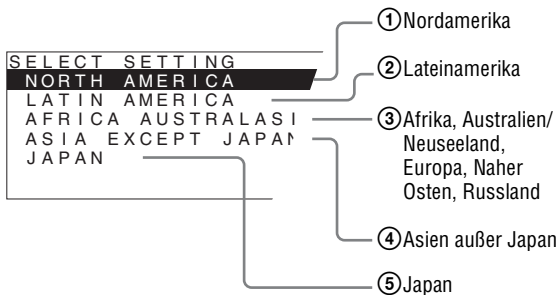 SELECT SETTING
NORTH AMERICA
LATIN AMERICA
AFRICA AUSTRALASI
ASIA EXCEPT JAPAN
JAPAN
①Nordamerika
②Lateinamerika
③Afrika, Australien/
Neuseeland,
Europa, Naher
Osten, Russland
④Asien außer Japan
⑤Japan